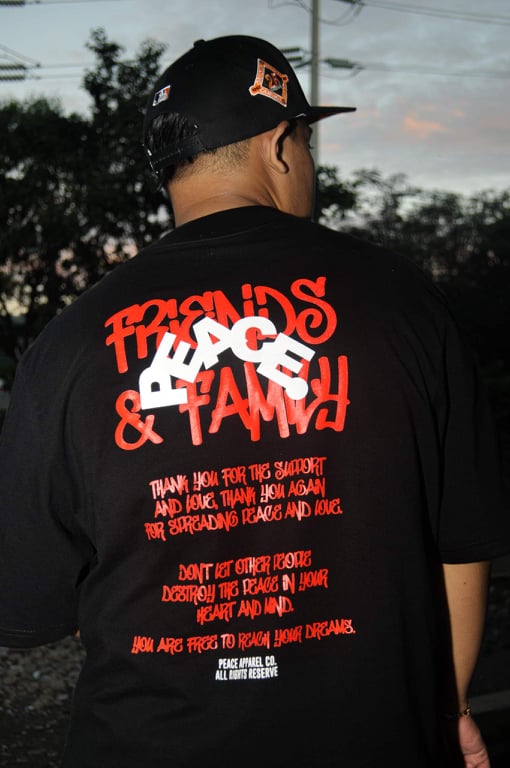 FRIENDS
PEACE!
& FAMILY
THANK YOU FOR THE SUPPORT
AND LOVE, THANK YOU AGAIN
FOR SPREADING PEACE AND LOVE.
DON'T LET OTHER PEOPLE
DESTROY THE PEACE IN YOUR
HEART AND MIND.
YOU ARE FREE TO REACH YOUR DREAMS.
PEACE APPAREL CO.
ALL RIGHTS RESERVE